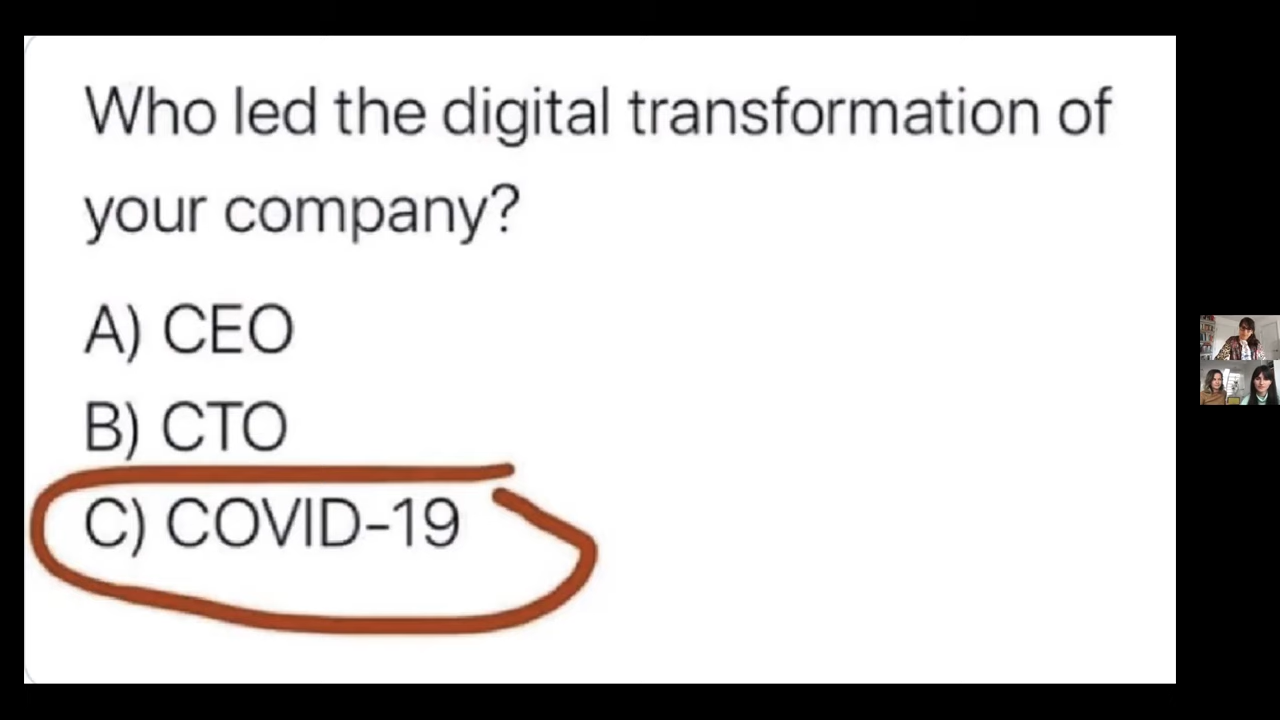 Who led the digital transformation of
your company?
A) CEO
B) CTO
C) COVID-19